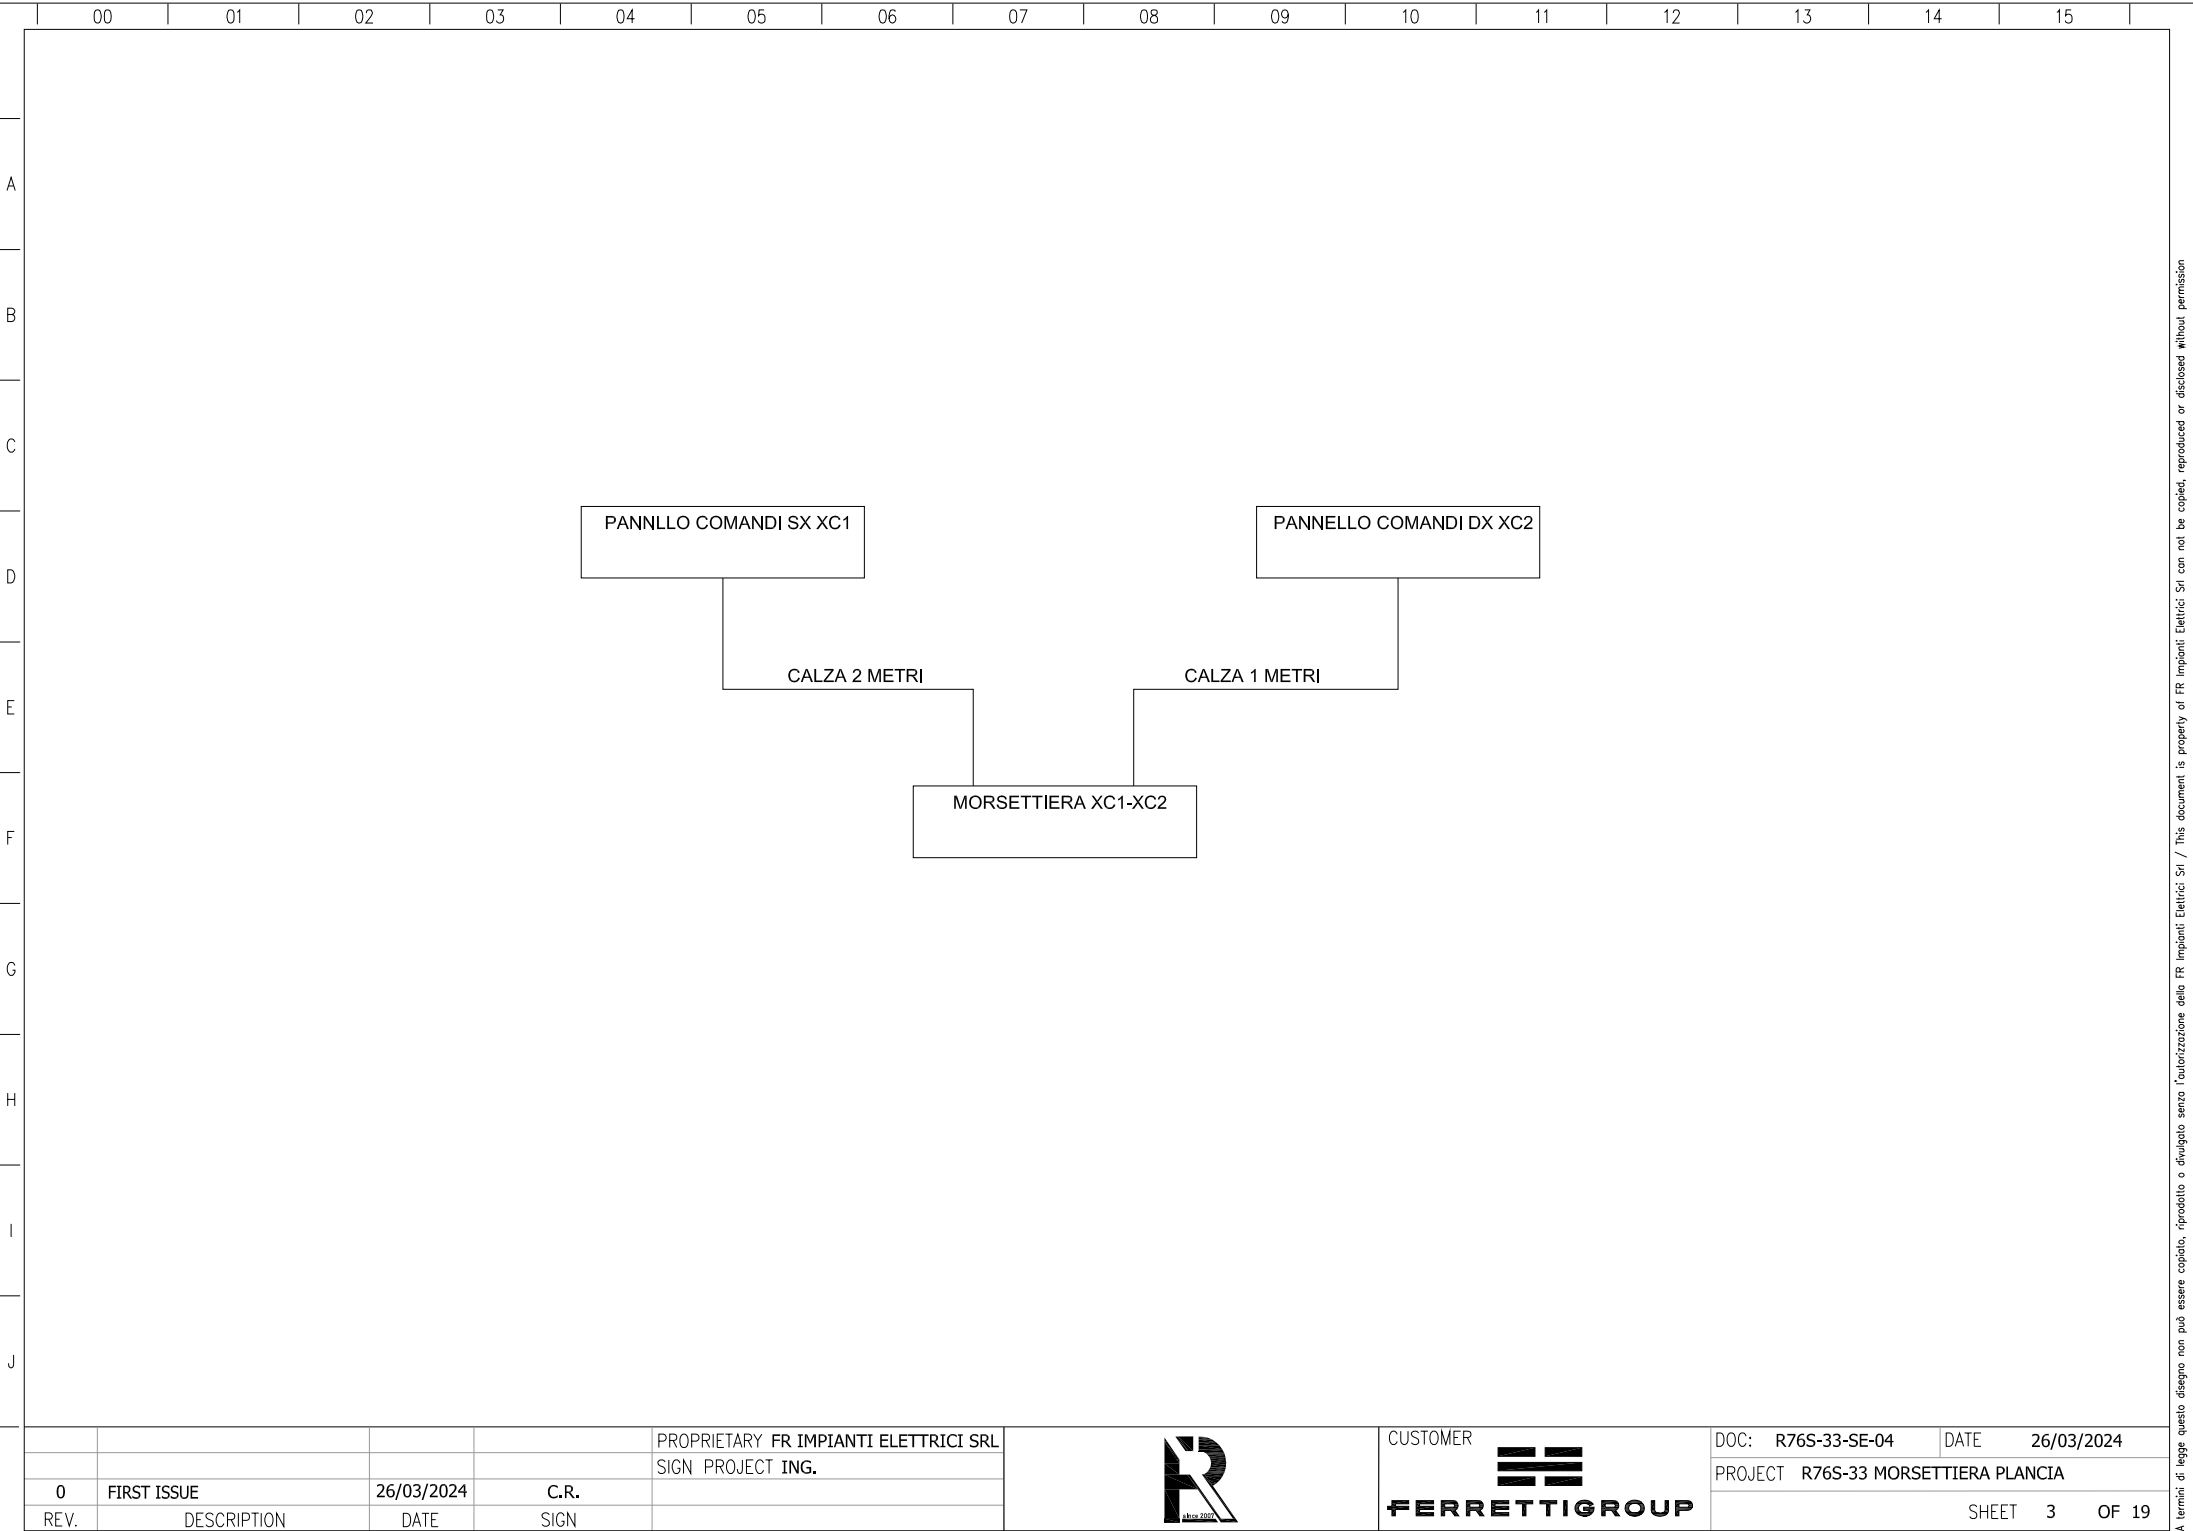 00 01 02 03 04 05 06 07 08 09 10 11 12 13 14 15
A
B
C
D
E
F
G
H
I
J
PANNLLO COMANDI SX XC1
PANNELLO COMANDI DX XC2
CALZA 2 METRI
CALZA 1 METRI
MORSETTIERA XC1-XC2
A termini di legge questo disegno non può essere copiato, riprodotto o divulgato senza l'autorizzazione della FR Impianti Elettrici Srl / This document is property of FR Impianti Elettrici Srl can not be copied, reproduced or disclosed without permission
0 FIRST ISSUE 26/03/2024 C.R.
REV. DESCRIPTION DATE SIGN
PROPRIETARY FR IMPIANTI ELETTRICI SRL
SIGN PROJECT ING.
R
since 2007
CUSTOMER
FERRETTIGROUP
DOC: R76S-33-SE-04 DATE 26/03/2024
PROJECT R76S-33 MORSETTIERA PLANCIA
SHEET 3 OF 19